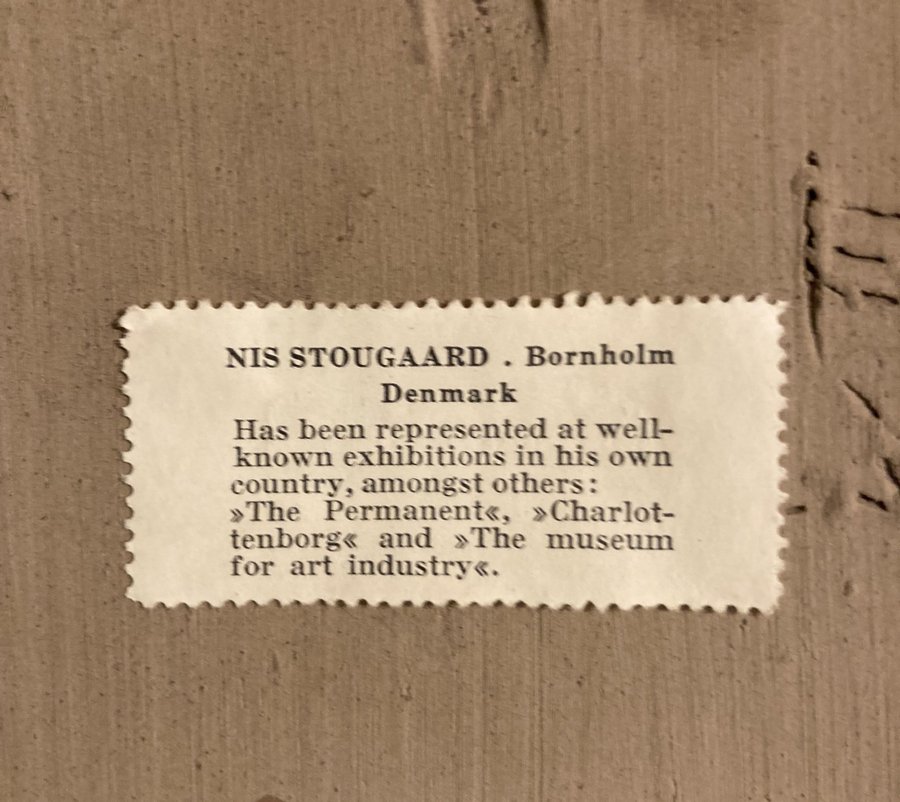 NIS STOUGAARD . Bornholm
Denmark
Has been represented at well-
known exhibitions in his own
country, amongst others:
»The Permanent«, »Charlot-
tenborg« and »The museum
for art industry«.